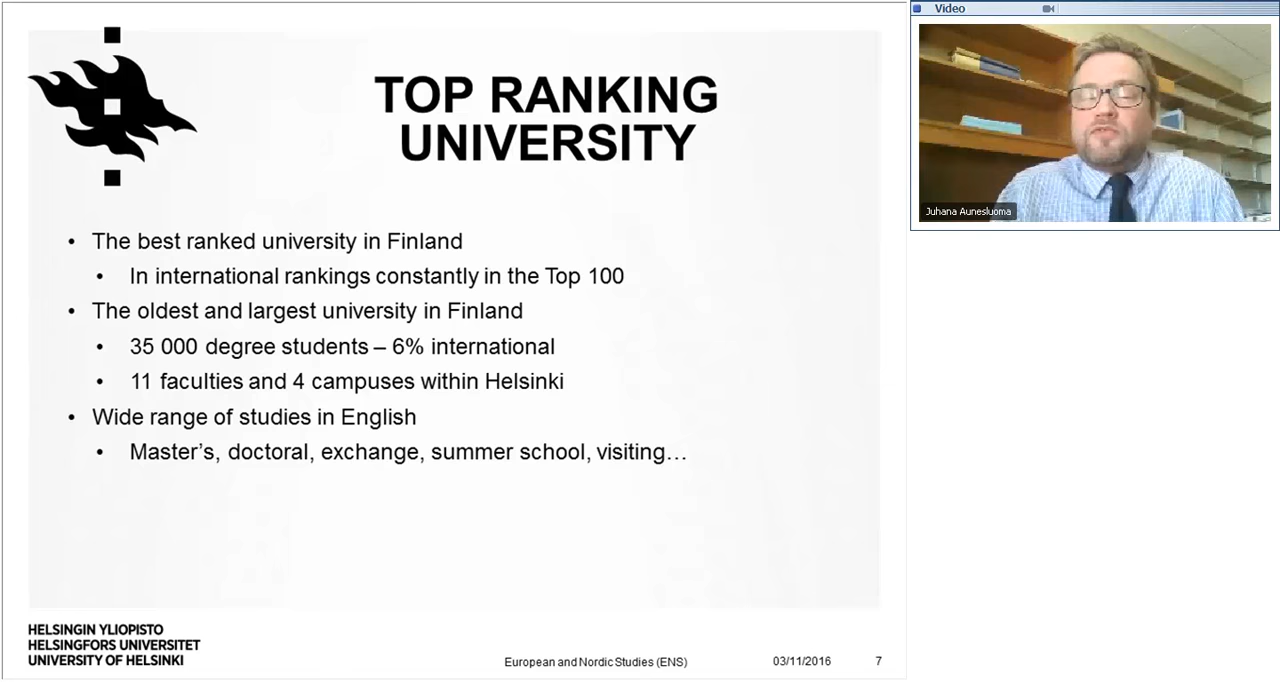 TOP RANKING
UNIVERSITY
• The best ranked university in Finland
• In international rankings constantly in the Top 100
• The oldest and largest university in Finland
• 35 000 degree students – 6% international
• 11 faculties and 4 campuses within Helsinki
• Wide range of studies in English
• Master’s, doctoral, exchange, summer school, visiting…
HELSINGIN YLIOPISTO
HELSINGFORS UNIVERSITET
UNIVERSITY OF HELSINKI
European and Nordic Studies (ENS)
03/11/2016
7
Video
Juhana Aunesluoma